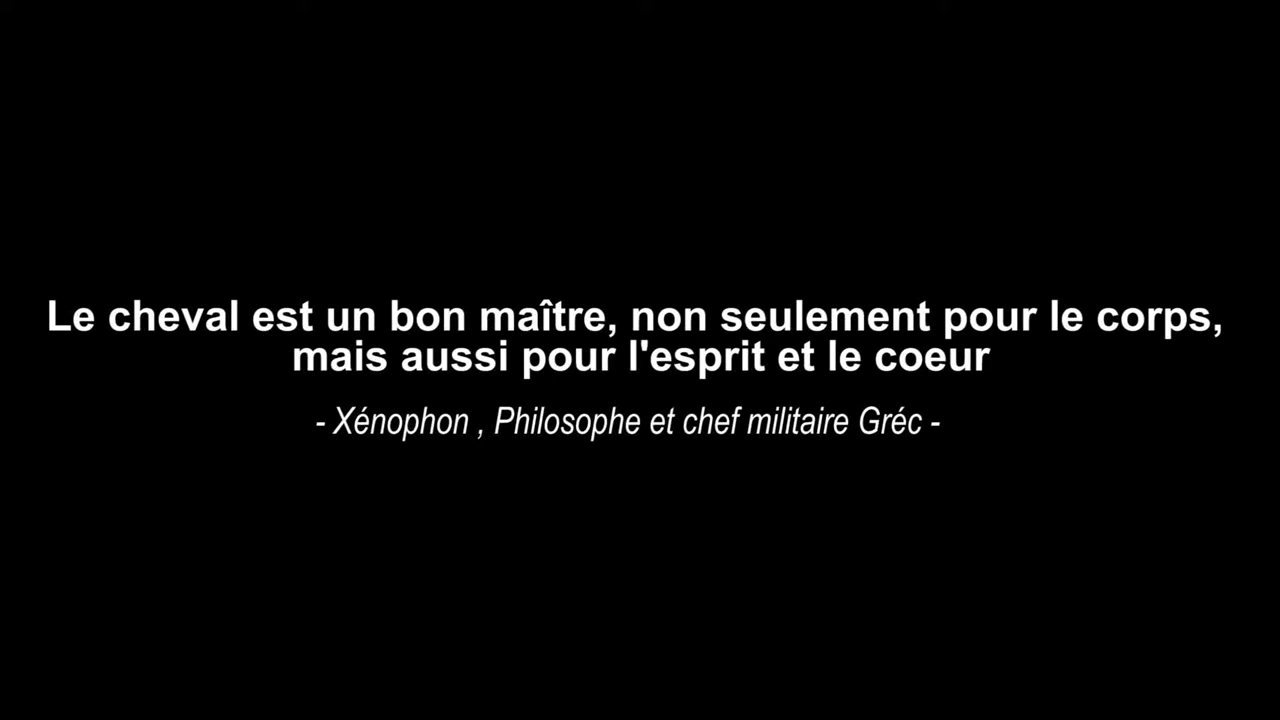 Le cheval est un bon maître, non seulement pour le corps,
mais aussi pour l'esprit et le coeur
- Xénophon , Philosophe et chef militaire Gréc -